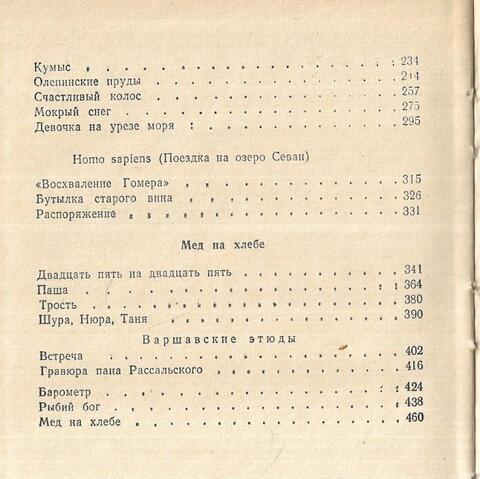 Кумыс . . . . . . . . . . . . . . . 234
Олепинские пруды . . . . . . . . . . . . 244
Счастливый колос . . . . . . . . . . . . 257
Мокрый снег . . . . . . . . . . . . . 275
Девочка на урезе моря : . . . . . . . . . . 295
Homo sapiens (Поездка на озеро Севан)
«Восхваление Гомера» . . . . . . . . . . . 315
Бутылка старого вина . . . . . . . . . . . 326
Распоряжение . . . . . . . . . . . . . 331
Мед на хлебе
Двадцать пять на двадцать пять . . . . . . . . 341
Паша . . . . . . . . . . . . . . . . 364
Трость . . . . . . . . . . . . . . . 380
Шура, Нюра, Таня . . . . . . . . . . . . 390
Варшавские этюды
Встреча . . . . . . . . . . . . . . . 402
Гравюра пана Рассальского . . . . . . . . . 416
Барометр . . . . . . . . . . . . . . 424
Рыбий бог . . . . . . . . . . . . . . 438
Мед на хлебе . . . . . . . . . . . . . 460